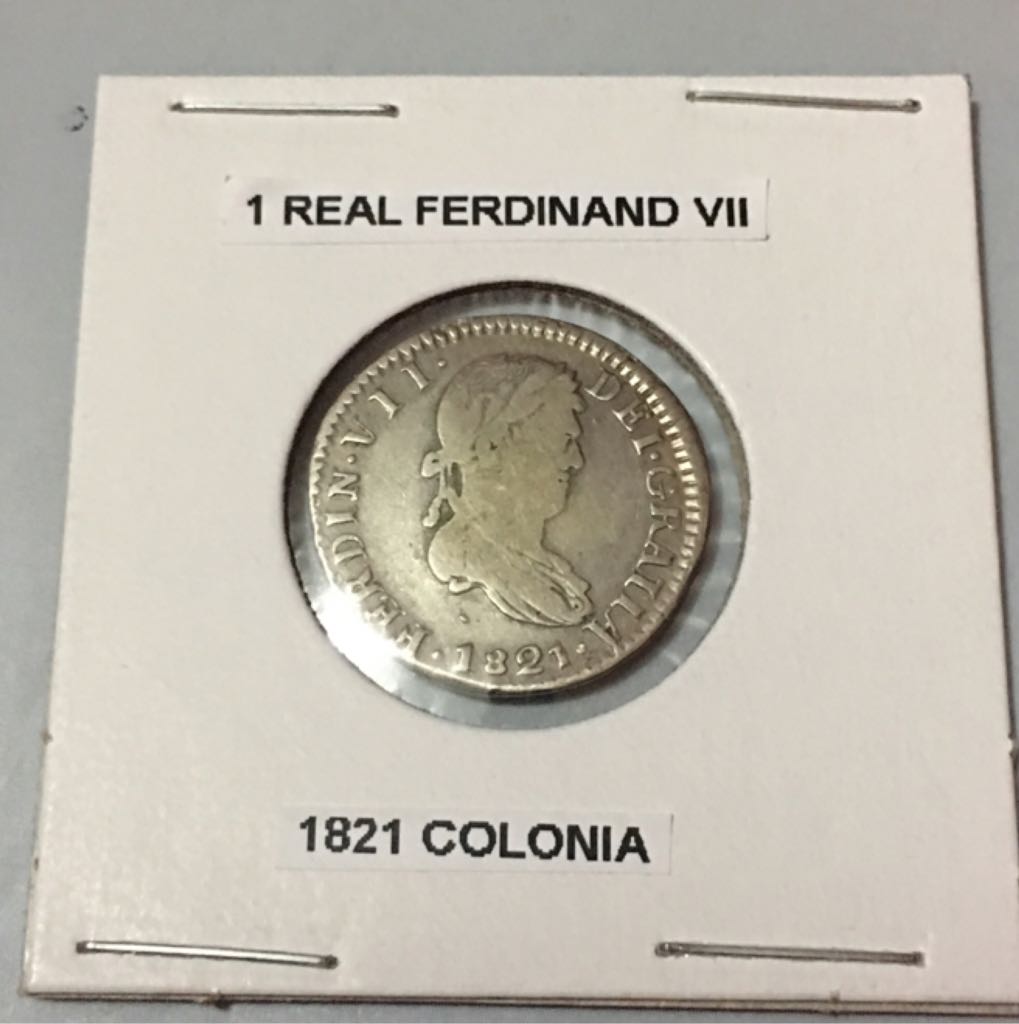 1 REAL FERDINAND VII
FERDIN·VII· DEI·GRATIA
·1821·
1821 COLONIA